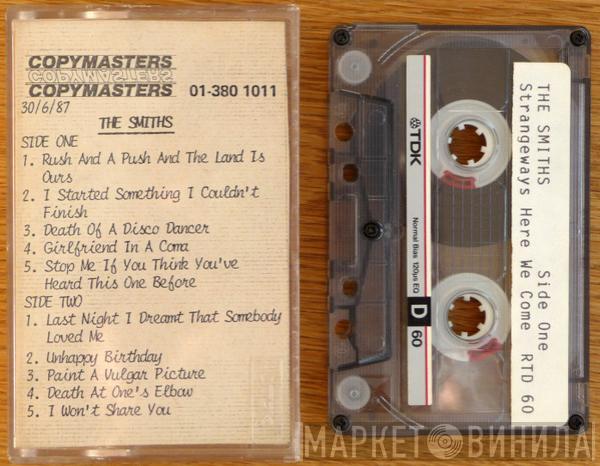 COPYMASTERS
COPYMASTERS
COPYMASTERS 01-380 1011
30/6/87
THE SMITHS
SIDE ONE
1. Rush And A Push And The Land Is
Ours
2. I Started Something I Couldn't
Finish
3. Death Of A Disco Dancer
4. Girlfriend In A Coma
5. Stop Me If You Think You've
Heard This One Before
SIDE TWO
1. Last Night I Dreamt That Somebody
Loved Me
2. Unhappy Birthday
3. Paint A Vulgar Picture
4. Death At One's Elbow
5. I Won't Share You
TDK
Normal Bias 120µs EQ
D 60
THE SMITHS Side One
Strangeways Here We Come RTD 60
МАРКЕТ ВИНИЛА